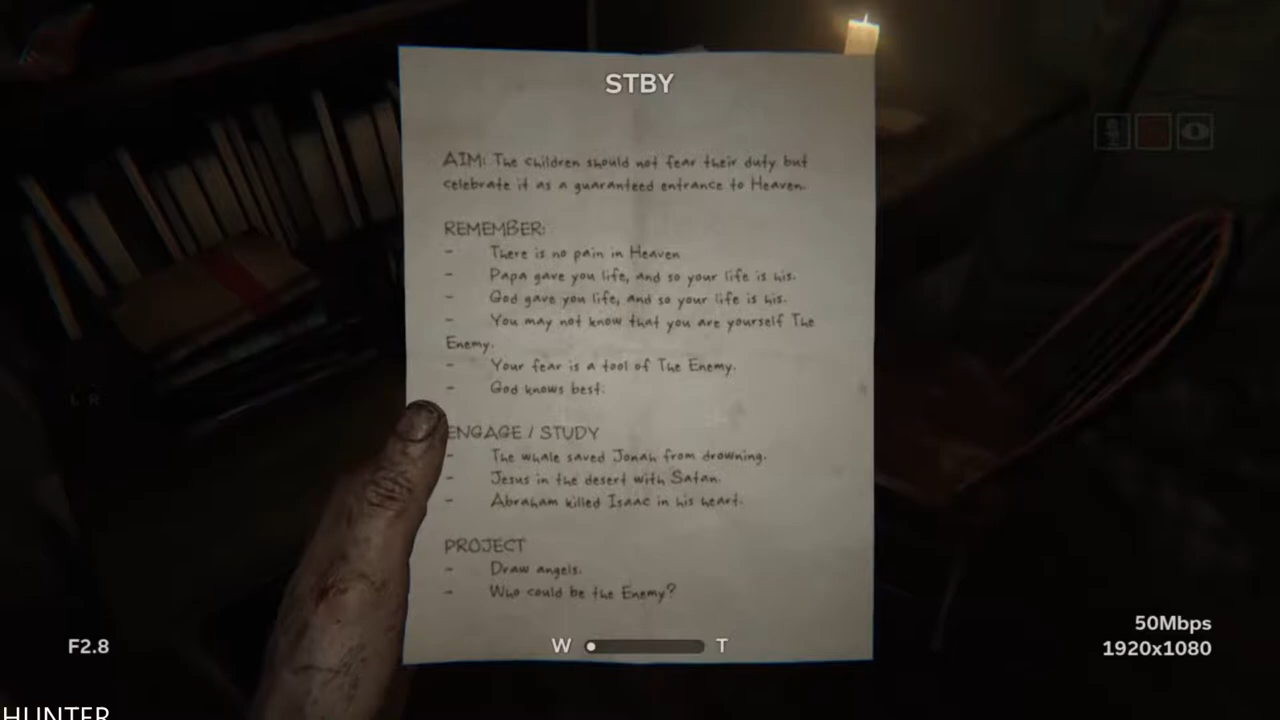 STBY
AIM: The children should not fear their duty but
celebrate it as a guaranteed entrance to Heaven.
REMEMBER:
- There is no pain in Heaven
- Papa gave you life, and so your life is his.
- God gave you life, and so your life is his.
- You may not know that you are yourself The
Enemy.
- Your fear is a tool of The Enemy.
- God knows best.
L R
ENGAGE / STUDY
- The whale saved Jonah from drowning.
- Jesus in the desert with Satan.
- Abraham killed Isaac in his heart.
PROJECT
- Draw angels.
- Who could be the Enemy?
F2.8
W T
50Mbps
1920x1080
HUNTER